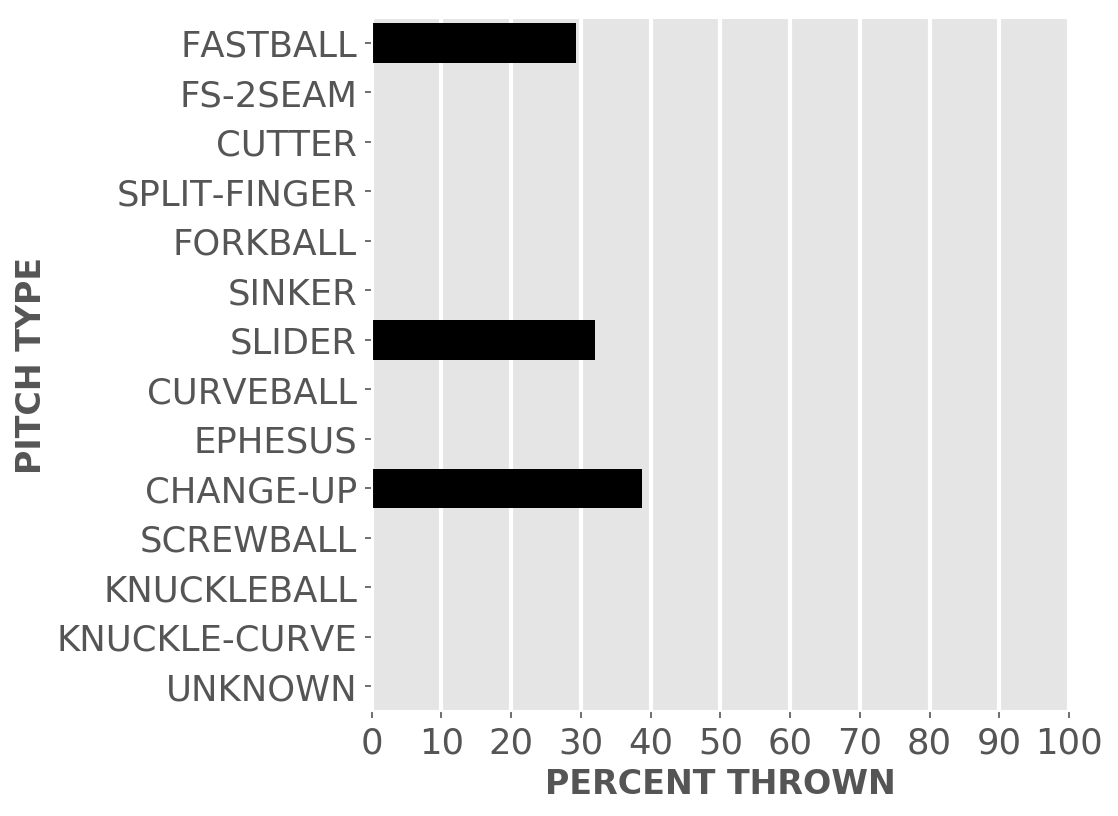 FASTBALL
FS-2SEAM
CUTTER
SPLIT-FINGER
FORKBALL
SINKER
SLIDER
CURVEBALL
EPHESUS
CHANGE-UP
SCREWBALL
KNUCKLEBALL
KNUCKLE-CURVE
UNKNOWN
PITCH TYPE
0 10 20 30 40 50 60 70 80 90 100
PERCENT THROWN